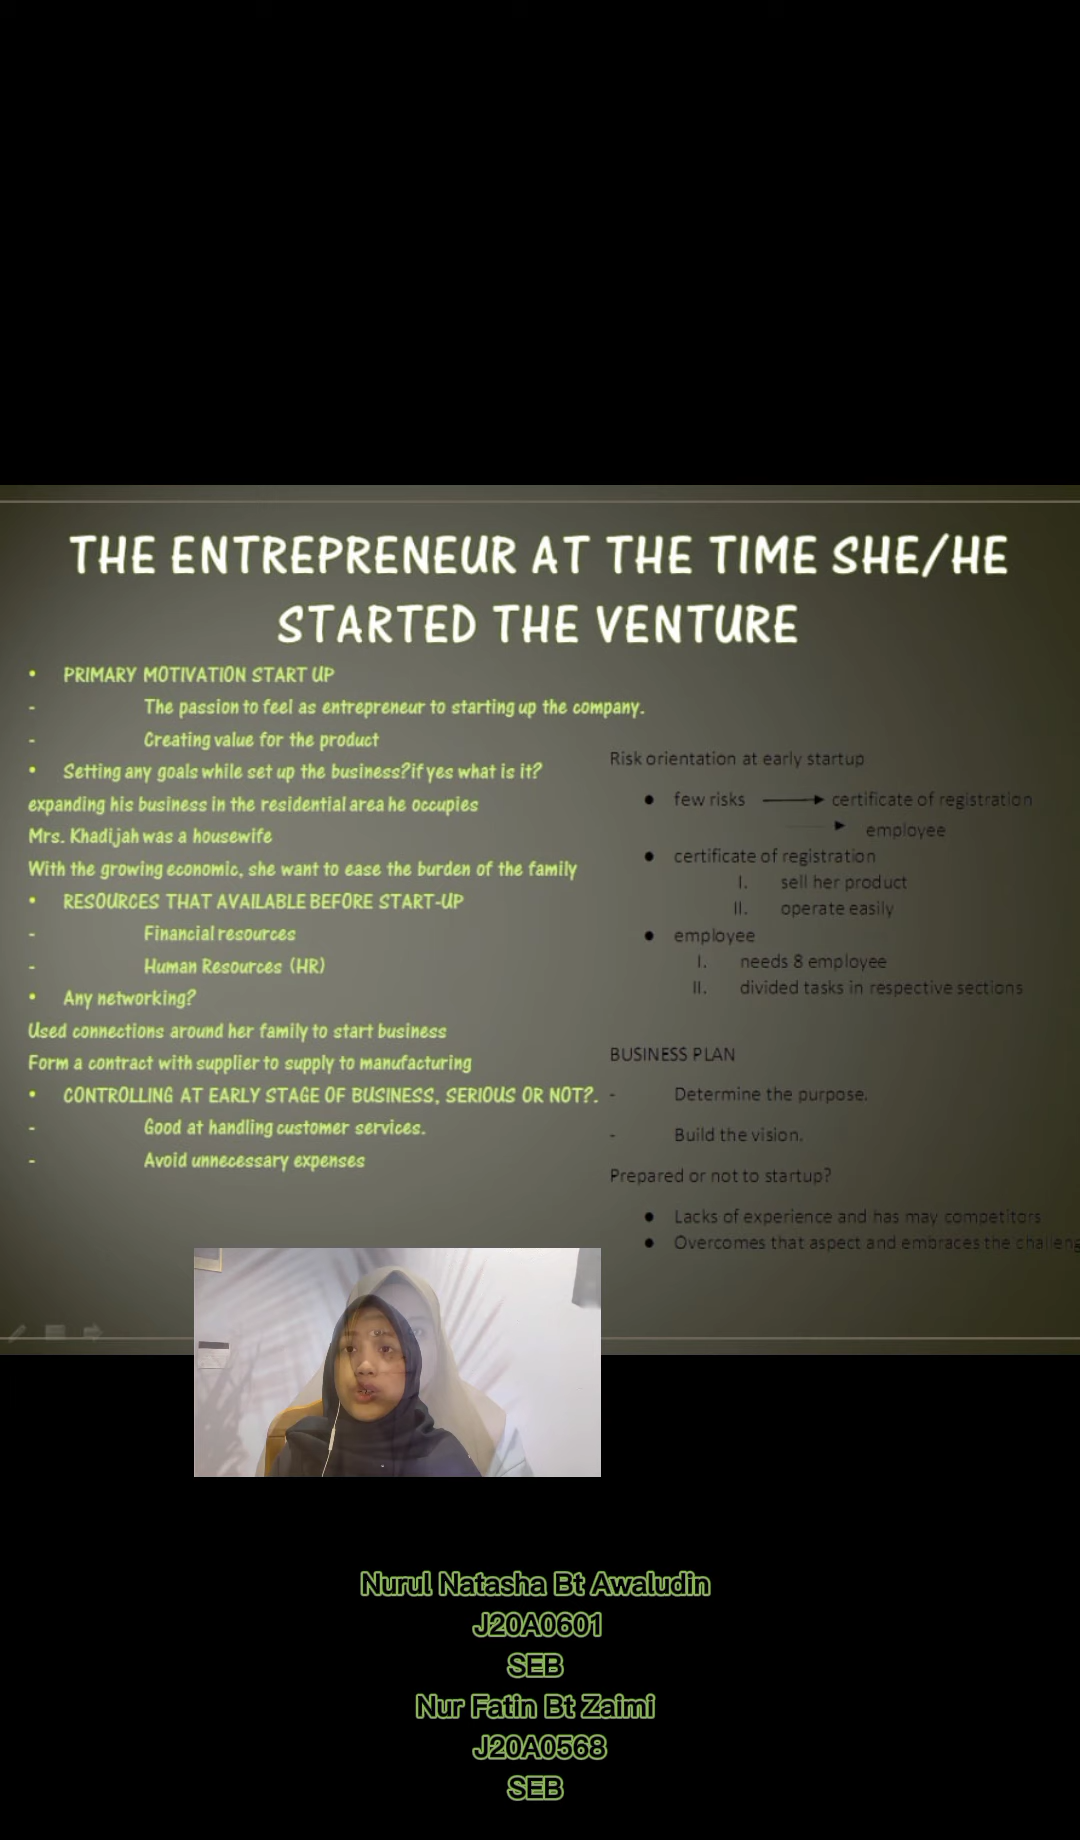 THE ENTREPRENEUR AT THE TIME SHE/HE
STARTED THE VENTURE
• PRIMARY MOTIVATION START UP
- The passion to feel as entrepreneur to starting up the company.
- Creating value for the product
• Setting any goals while set up the business?if yes what is it?
expanding his business in the residential area he occupies
Mrs. Khadijah was a housewife
With the growing economic, she want to ease the burden of the family
• RESOURCES THAT AVAILABLE BEFORE START-UP
- Financial resources
- Human Resources (HR)
• Any networking?
Used connections around her family to start business
Form a contract with supplier to supply to manufacturing
• CONTROLLING AT EARLY STAGE OF BUSINESS, SERIOUS OR NOT?.
- Good at handling customer services.
- Avoid unnecessary expenses
Risk orientation at early startup
● few risks → certificate of registration
→ employee
● certificate of registration
I. sell her product
II. operate easily
● employee
I. needs 8 employee
II. divided tasks in respective sections
BUSINESS PLAN
- Determine the purpose.
- Build the vision.
Prepared or not to startup?
● Lacks of experience and has may competitors
● Overcomes that aspect and embraces the challeng
Nurul Natasha Bt Awaludin
J20A0601
SEB
Nur Fatin Bt Zaimi
J20A0568
SEB